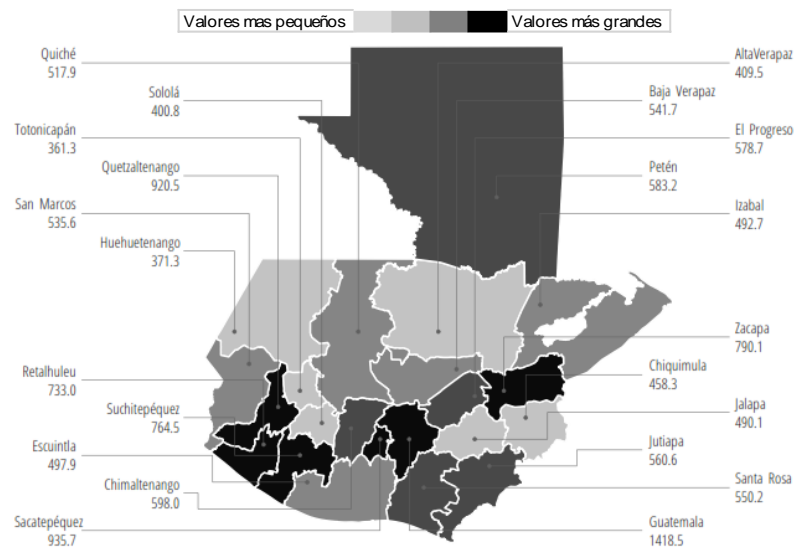 Valores mas pequeños
Valores más grandes
Quiché
517.9
Sololá
400.8
Totonicapán
361.3
Quetzaltenango
920.5
San Marcos
535.6
Huehuetenango
371.3
Retalhuleu
733.0
Suchitepéquez
764.5
Escuintla
497.9
Chimaltenango
598.0
Sacatepéquez
935.7
AltaVerapaz
409.5
Baja Verapaz
541.7
El Progreso
578.7
Petén
583.2
Izabal
492.7
Zacapa
790.1
Chiquimula
458.3
Jalapa
490.1
Jutiapa
560.6
Santa Rosa
550.2
Guatemala
1418.5